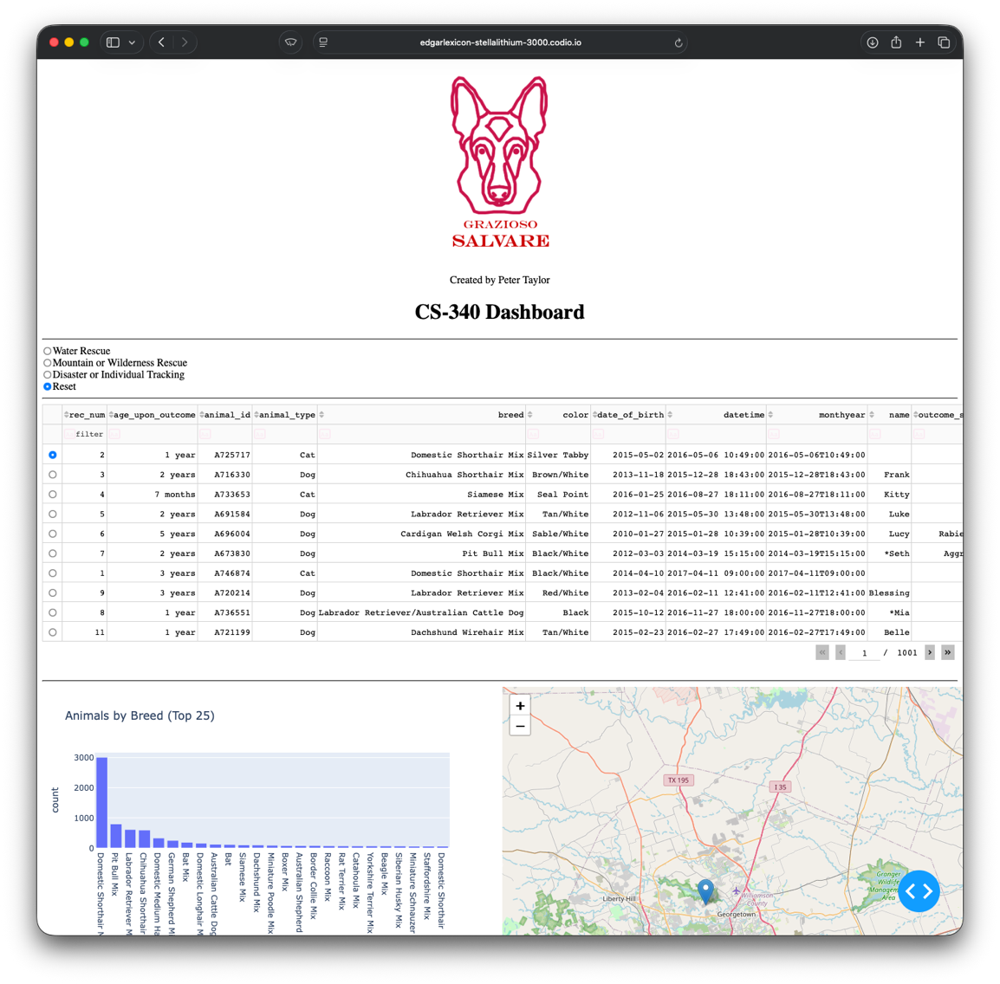 edgarlexicon-stellalithium-3000.codio.io
GRAZIOSO
SALVARE
Created by Peter Taylor
CS-340 Dashboard
Water Rescue
Mountain or Wilderness Rescue
Disaster or Individual Tracking
Reset
rec_num age_upon_outcome animal_id animal_type breed color date_of_birth datetime monthyear name outcome_s
filter
2 1 year A725717 Cat Domestic Shorthair Mix Silver Tabby 2015-05-02 2016-05-06 10:49:00 2016-05-06T10:49:00
3 2 years A716330 Dog Chihuahua Shorthair Mix Brown/White 2013-11-18 2015-12-28 18:43:00 2015-12-28T18:43:00 Frank
4 7 months A733653 Cat Siamese Mix Seal Point 2016-01-25 2016-08-27 18:11:00 2016-08-27T18:11:00 Kitty
5 2 years A691584 Dog Labrador Retriever Mix Tan/White 2012-11-06 2015-05-30 13:48:00 2015-05-30T13:48:00 Luke
6 5 years A696004 Dog Cardigan Welsh Corgi Mix Sable/White 2010-01-27 2015-01-28 10:39:00 2015-01-28T10:39:00 Lucy Rabie
7 2 years A673830 Dog Pit Bull Mix Black/White 2012-03-03 2014-03-19 15:15:00 2014-03-19T15:15:00 *Seth Aggr
1 3 years A746874 Cat Domestic Shorthair Mix Black/White 2014-04-10 2017-04-11 09:00:00 2017-04-11T09:00:00
9 3 years A720214 Dog Labrador Retriever Mix Red/White 2013-02-04 2016-02-11 12:41:00 2016-02-11T12:41:00 Blessing
8 1 year A736551 Dog Labrador Retriever/Australian Cattle Dog Black 2015-10-12 2016-11-27 18:00:00 2016-11-27T18:00:00 *Mia
11 1 year A721199 Dog Dachshund Wirehair Mix Tan/White 2015-02-23 2016-02-27 17:49:00 2016-02-27T17:49:00 Belle
« ‹ 1 / 1001 › »
Animals by Breed (Top 25)
count
3000
2000
1000
0
Domestic Shorthair M
Pit Bull Mix
Labrador Retriever M
Chihuahua Shorthair
Domestic Medium Ha
German Shepherd Mi
Bat Mix
Domestic Longhair M
Australian Cattle Dog
Bat
Siamese Mix
Dachshund Mix
Miniature Poodle Mix
Boxer Mix
Australian Shepherd
Border Collie Mix
Raccoon Mix
Rat Terrier Mix
Catahoula Mix
Yorkshire Terrier Mix
Beagle Mix
Siberian Husky Mix
Miniature Schnauzer
Staffordshire Mix
Domestic Shorthair
+
−
TX 195
I 35
Liberty Hill
Williamson
County
Georgetown
Granger
Wildlife
Managem
Area